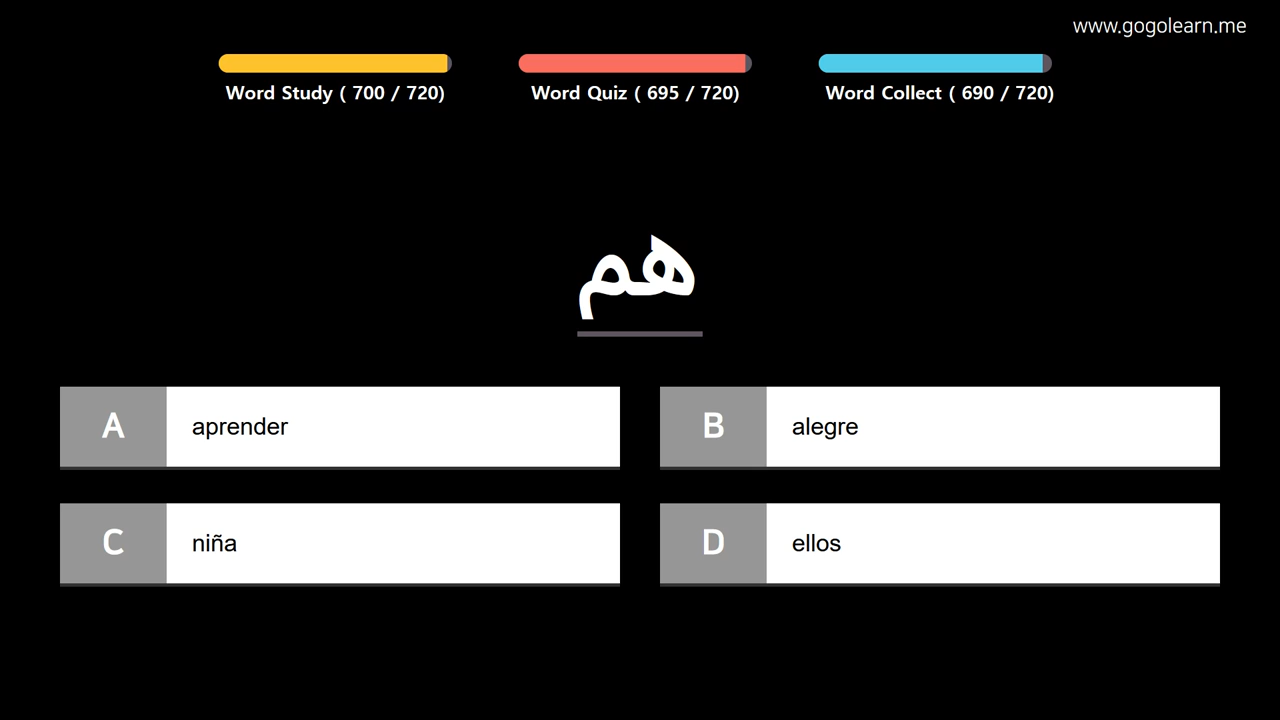 www.gogolearn.me
Word Study ( 700 / 720)
Word Quiz ( 695 / 720)
Word Collect ( 690 / 720)
هم
A aprender
B alegre
C niña
D ellos